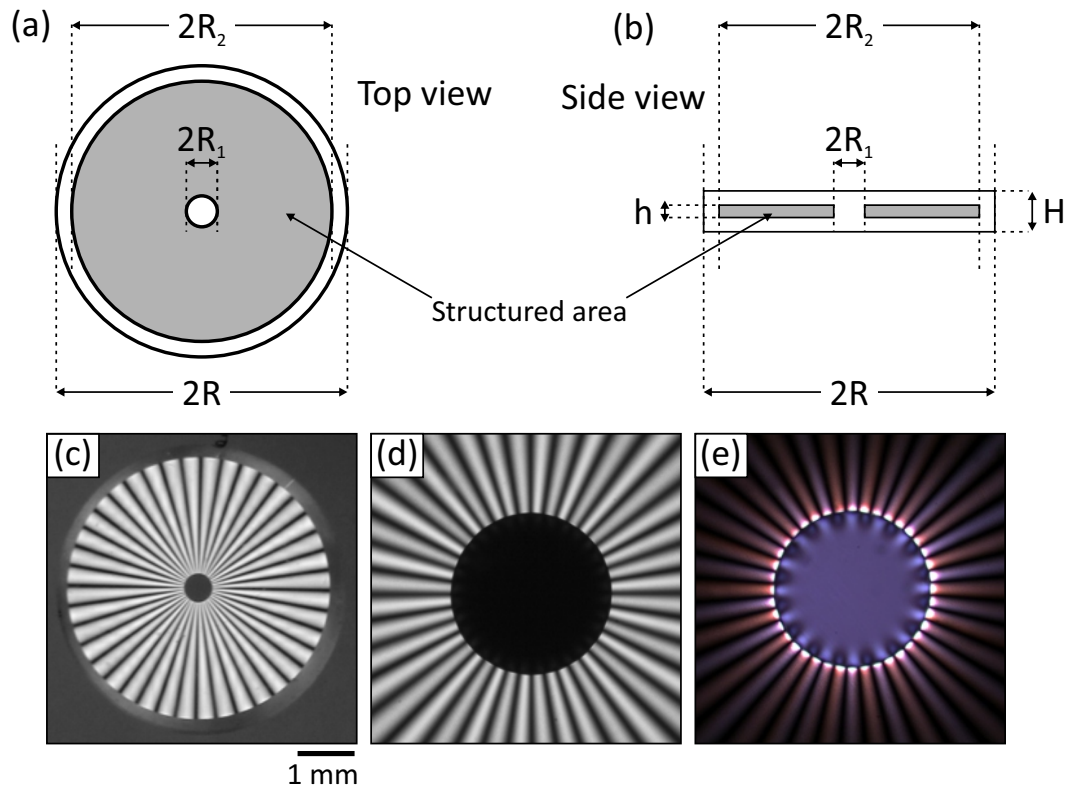 (a)
2R₂
(b)
2R₂
Top view
Side view
2R₁
2R₁
h
H
Structured area
2R
2R
(c)
(d)
(e)
1 mm